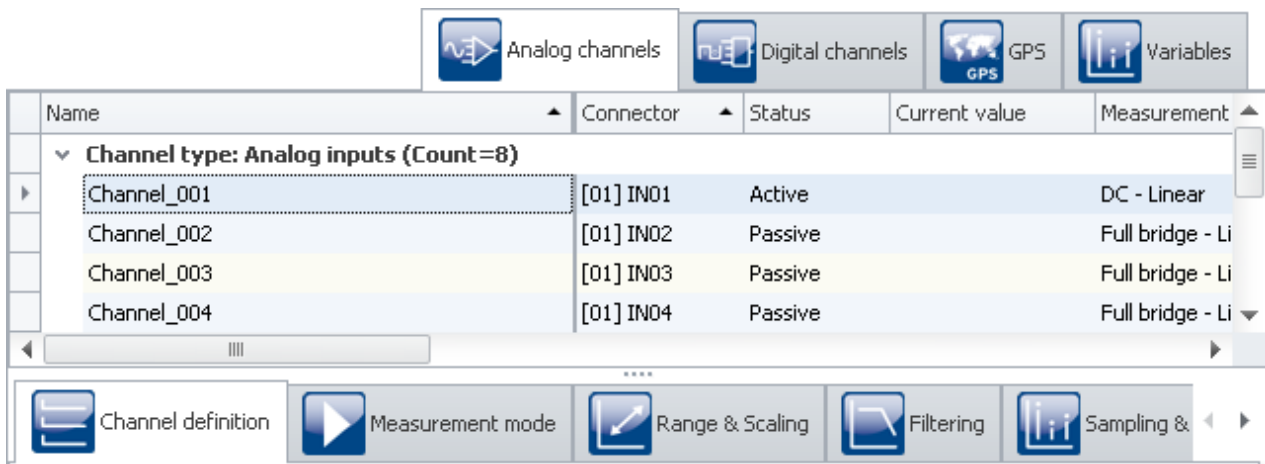 Analog channels Digital channels GPS GPS Variables
Name Connector Status Current value Measurement
Channel type: Analog inputs (Count=8)
Channel_001 [01] IN01 Active DC - Linear
Channel_002 [01] IN02 Passive Full bridge - Li
Channel_003 [01] IN03 Passive Full bridge - Li
Channel_004 [01] IN04 Passive Full bridge - Li
Channel definition Measurement mode Range & Scaling Filtering Sampling &